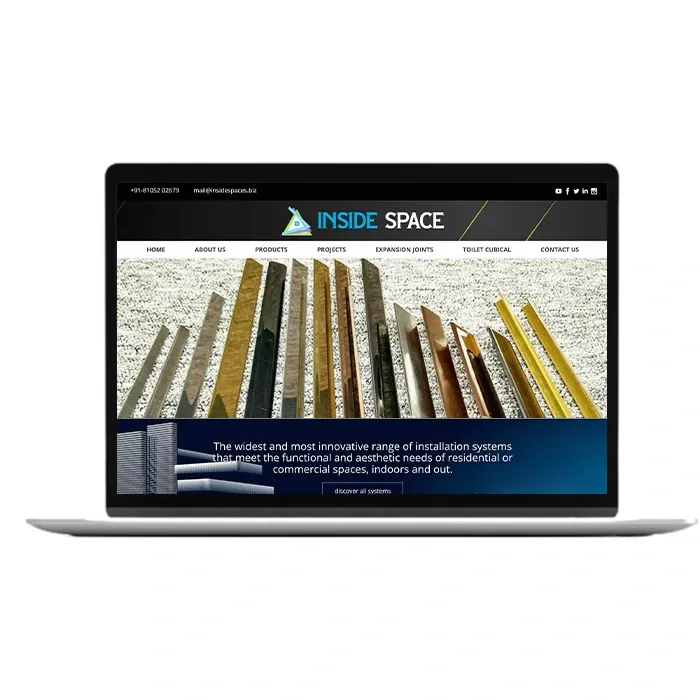 +91-81052 02679 mail@insidespaces.biz
INSIDE SPACE
HOME ABOUT US PRODUCTS PROJECTS EXPANSION JOINTS TOILET CUBICAL CONTACT US
The widest and most innovative range of installation systems
that meet the functional and aesthetic needs of residential or
commercial spaces, indoors and out.
discover all systems